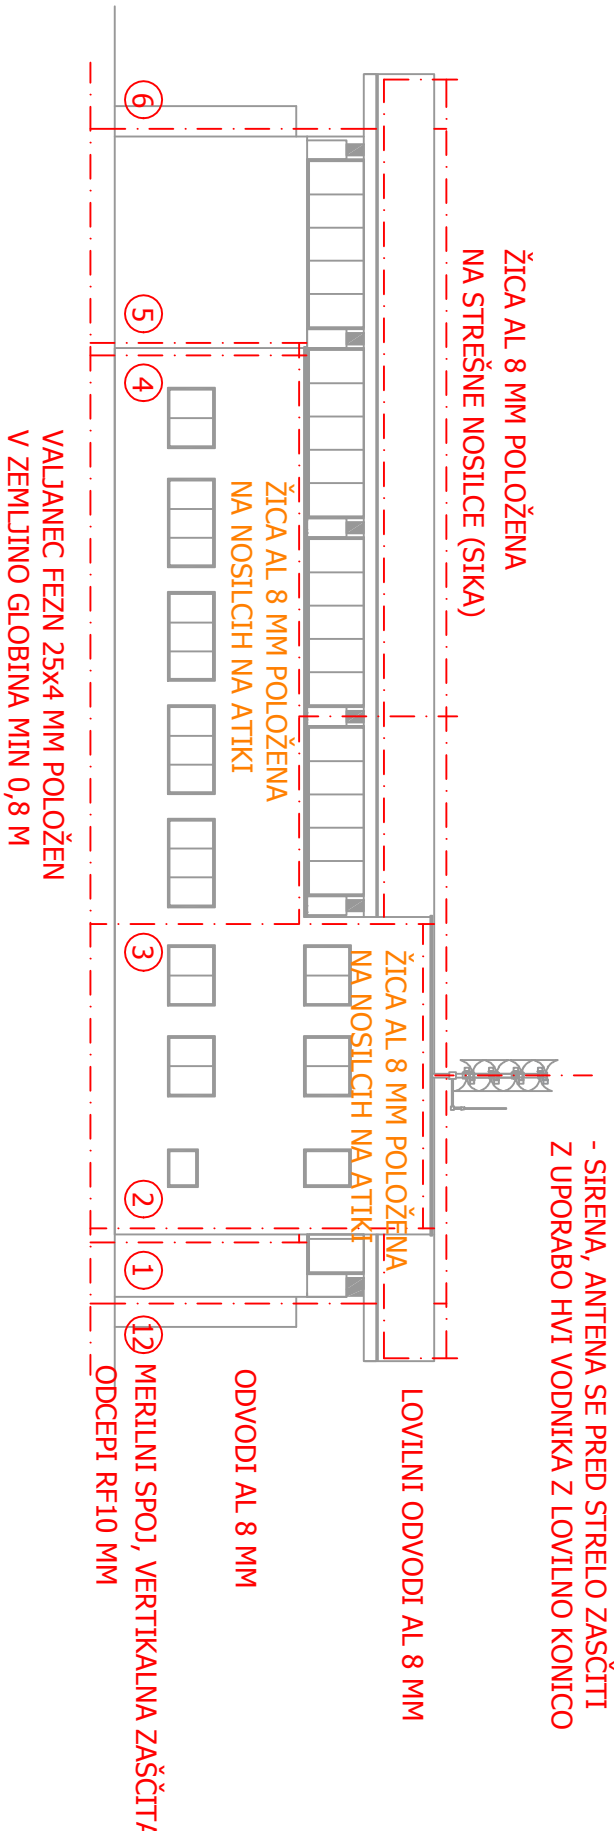 - SIRENA, ANTENA SE PRED STRELO ZAŠČITI
Z UPORABO HVI VODNIKA Z LOVILNO KONICO
ŽICA AL 8 MM POLOŽENA
NA STREŠNE NOSILCE (SIKA)
LOVILNI ODVODI AL 8 MM
ŽICA AL 8 MM POLOŽENA
NA NOSILCIH NA ATIKI
ŽICA AL 8 MM POLOŽENA
NA NOSILCIH NA ATIKI
ODVODI AL 8 MM
6
5
4
3
2
1
12
MERILNI SPOJ, VERTIKALNA ZAŠČITA
ODCEPI RF10 MM
VALJANEC FEZN 25x4 MM POLOŽEN
V ZEMLJINO GLOBINA MIN 0,8 M